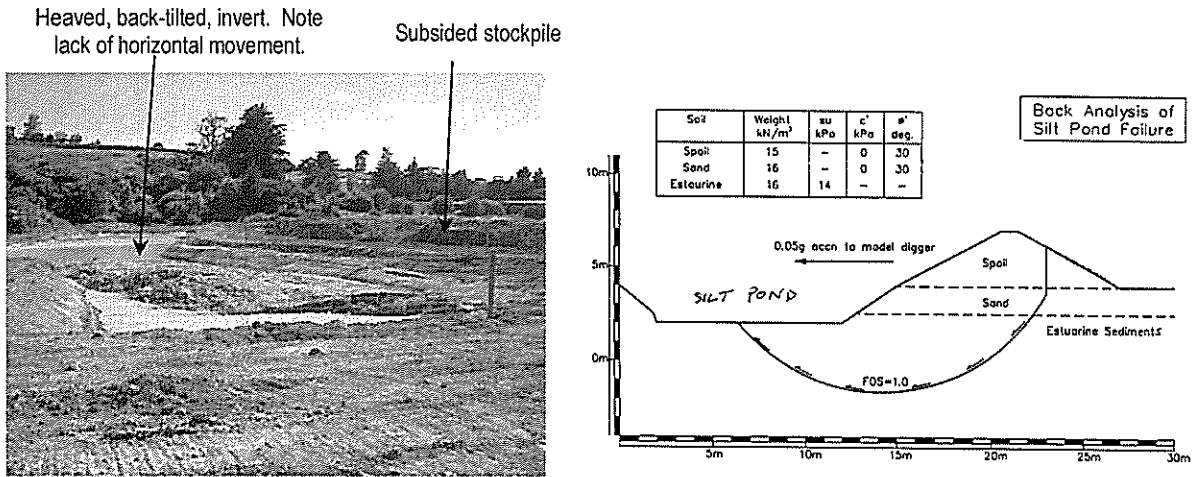 Heaved, back-tilted, invert. Note
lack of horizontal movement.
Subsided stockpile
Back Analysis of
Silt Pond Failure
Soil Weight su c' ø'
kN/m³ kPa kPa deg.
Spoil 15 – 0 30
Sand 16 – 0 30
Estaurine 16 14 – –
10m
0.05g accn to model digger
5m
Spoil
SILT POND
Sand
Estuarine Sediments
0m
FOS=1.0
5m 10m 15m 20m 25m 30m